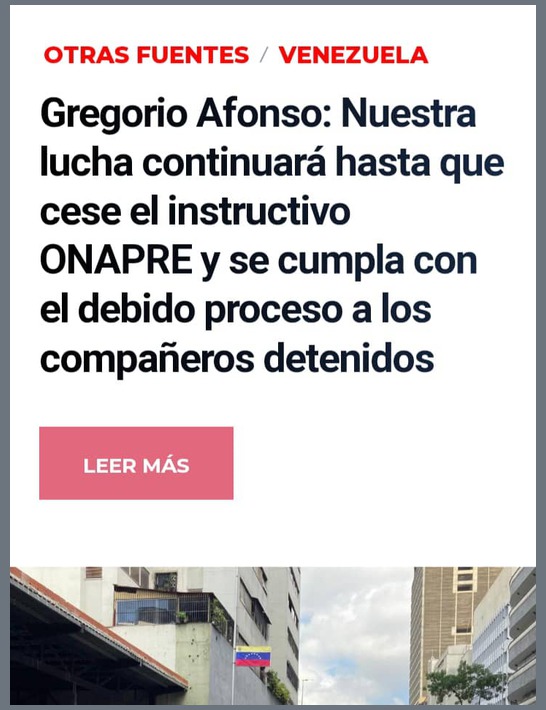 OTRAS FUENTES / VENEZUELA
Gregorio Afonso: Nuestra
lucha continuará hasta que
cese el instructivo
ONAPRE y se cumpla con
el debido proceso a los
compañeros detenidos
LEER MÁS